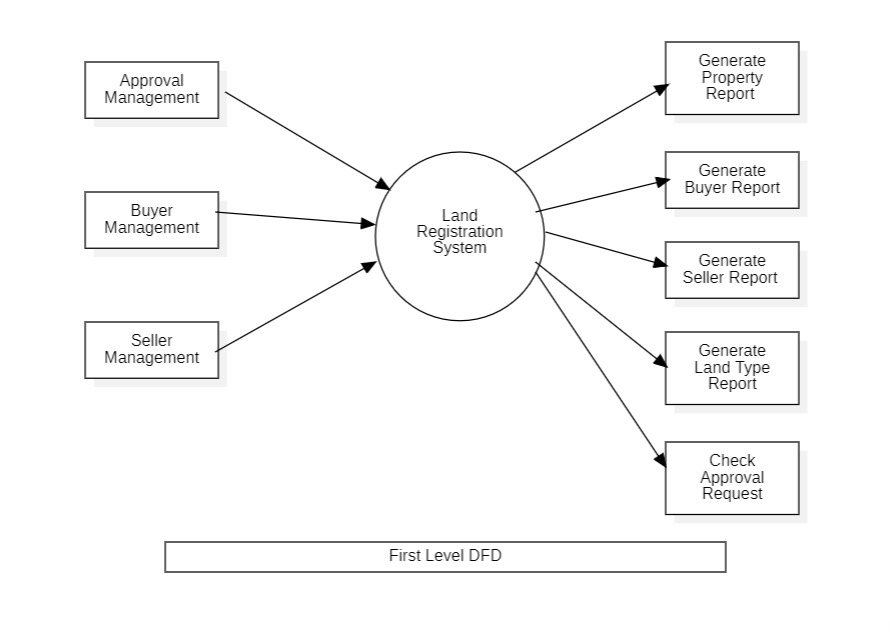 Approval
Management
Buyer
Management
Seller
Management
Land
Registration
System
Generate
Property
Report
Generate
Buyer Report
Generate
Seller Report
Generate
Land Type
Report
Check
Approval
Request
First Level DFD